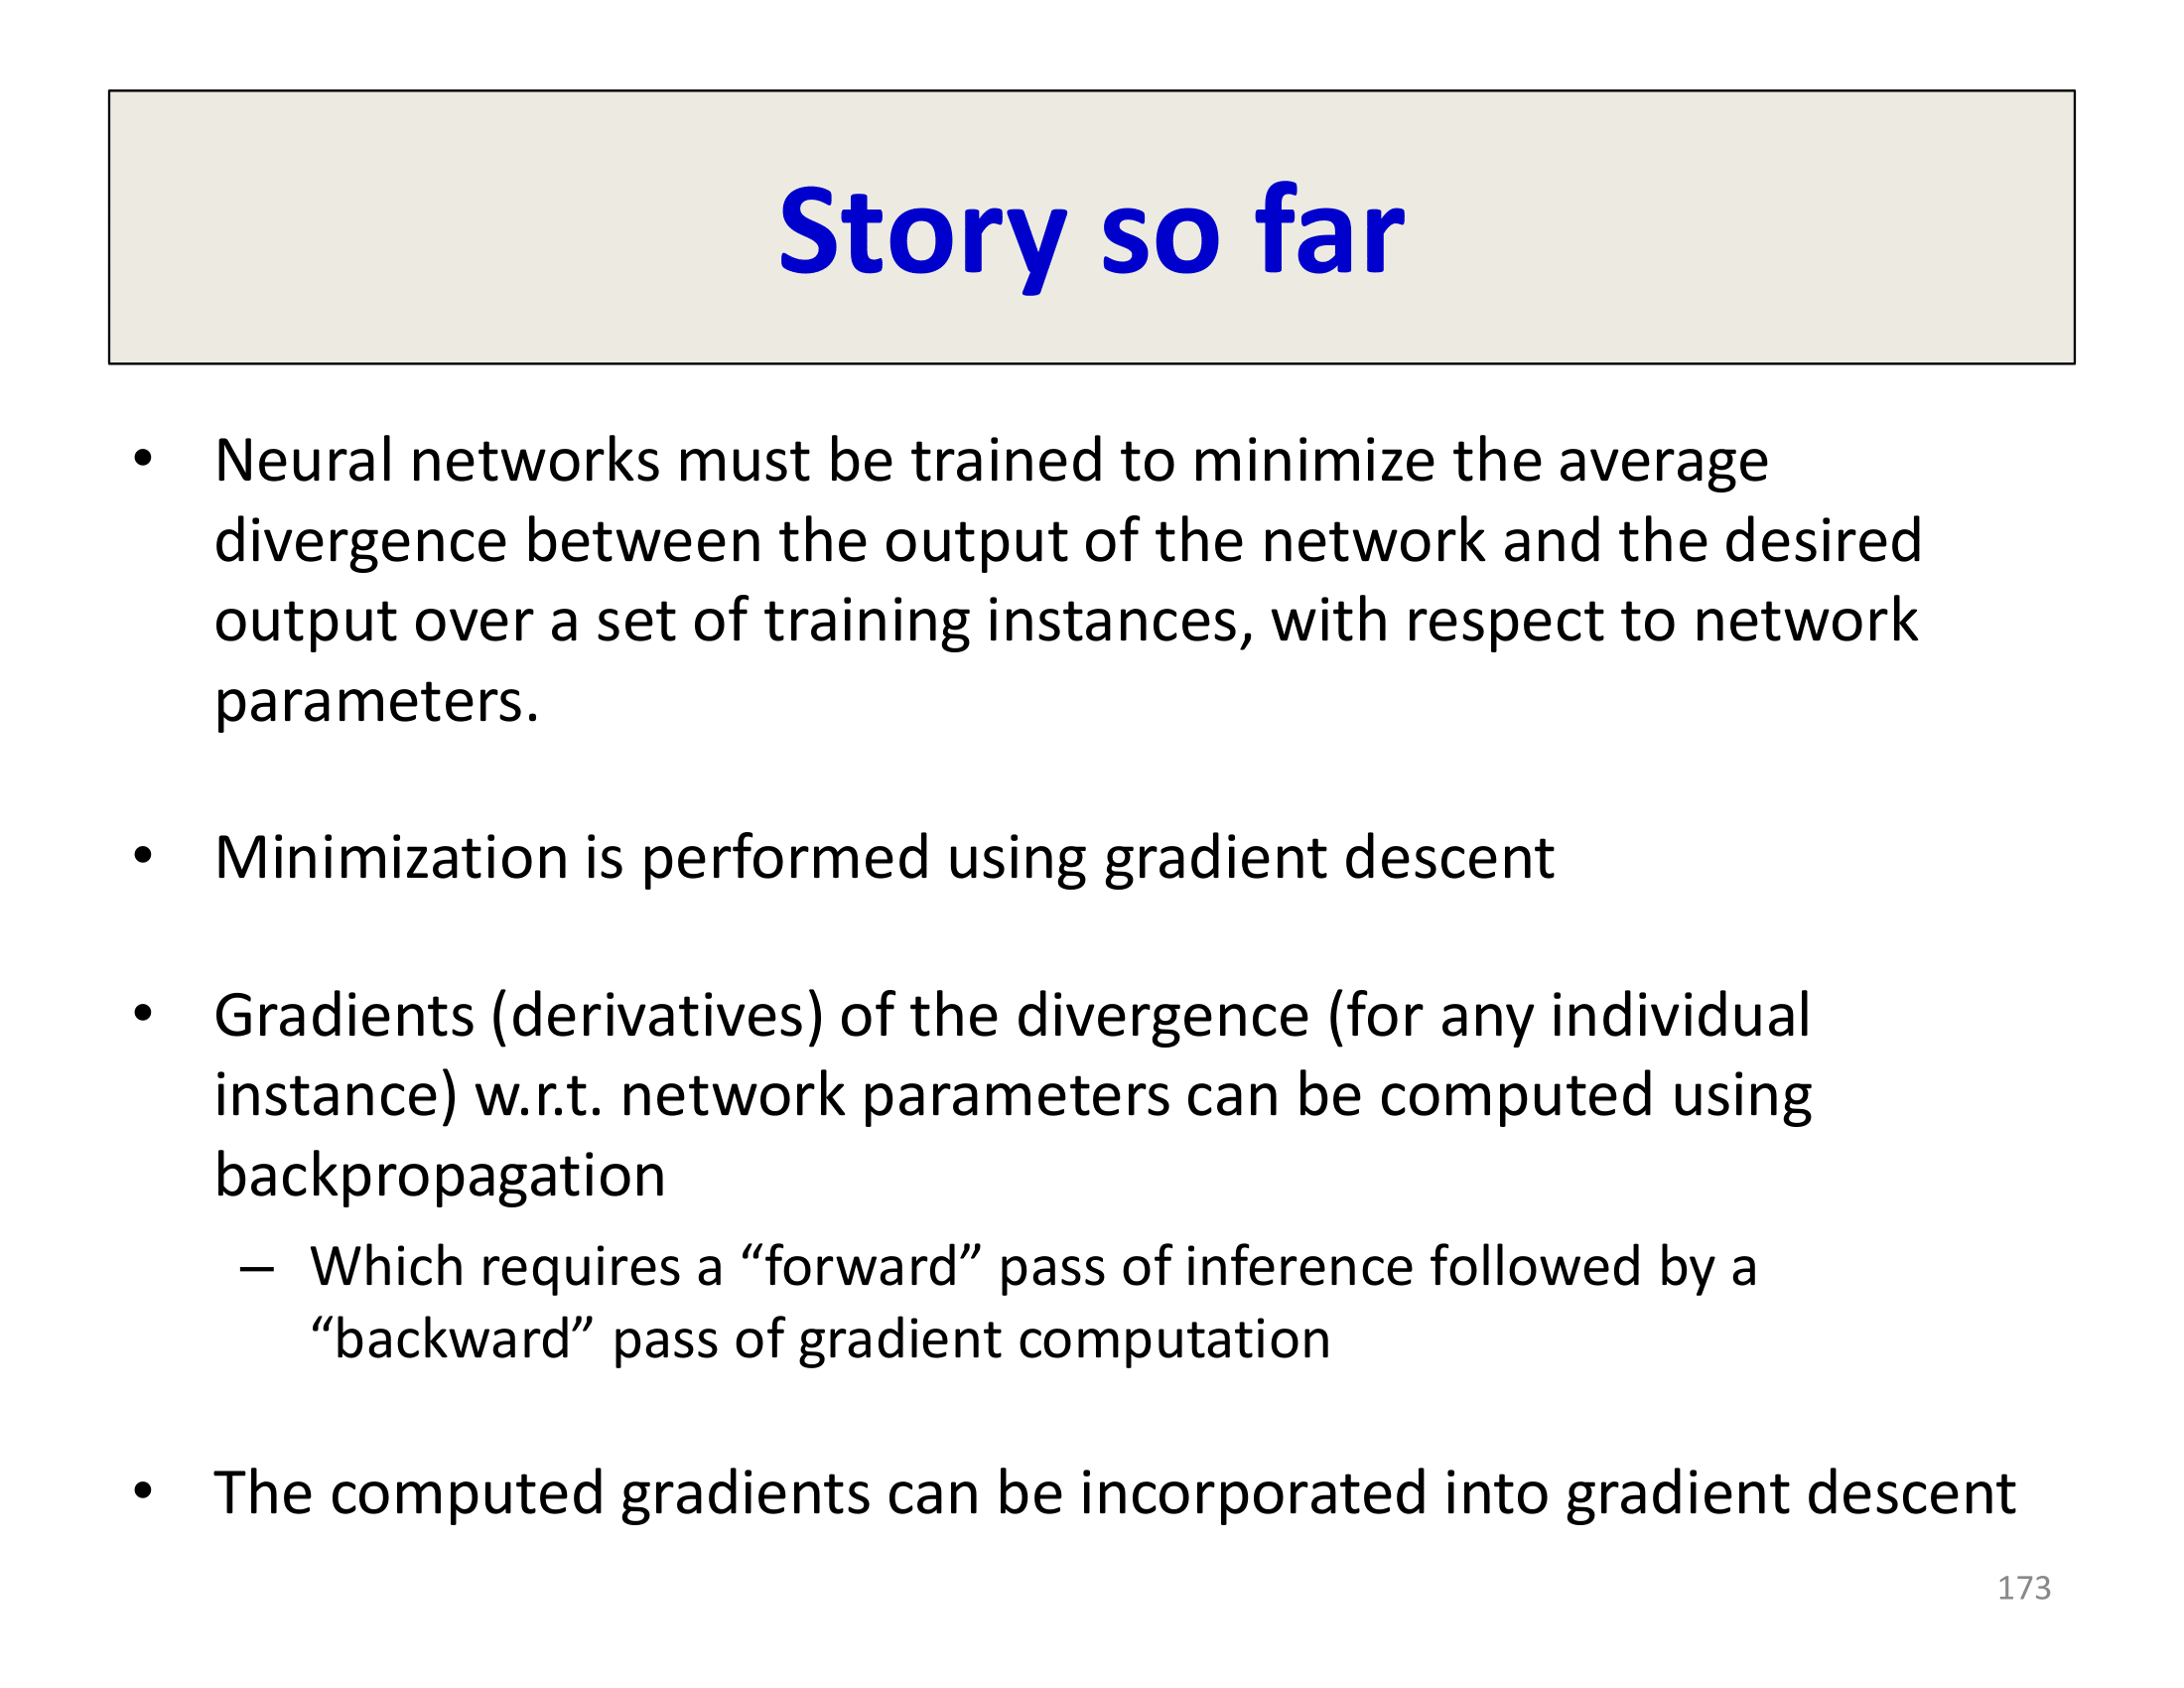 Story so far
• Neural networks must be trained to minimize the average
divergence between the output of the network and the desired
output over a set of training instances, with respect to network
parameters.
• Minimization is performed using gradient descent
• Gradients (derivatives) of the divergence (for any individual
instance) w.r.t. network parameters can be computed using
backpropagation
– Which requires a “forward” pass of inference followed by a
“backward” pass of gradient computation
• The computed gradients can be incorporated into gradient descent
173